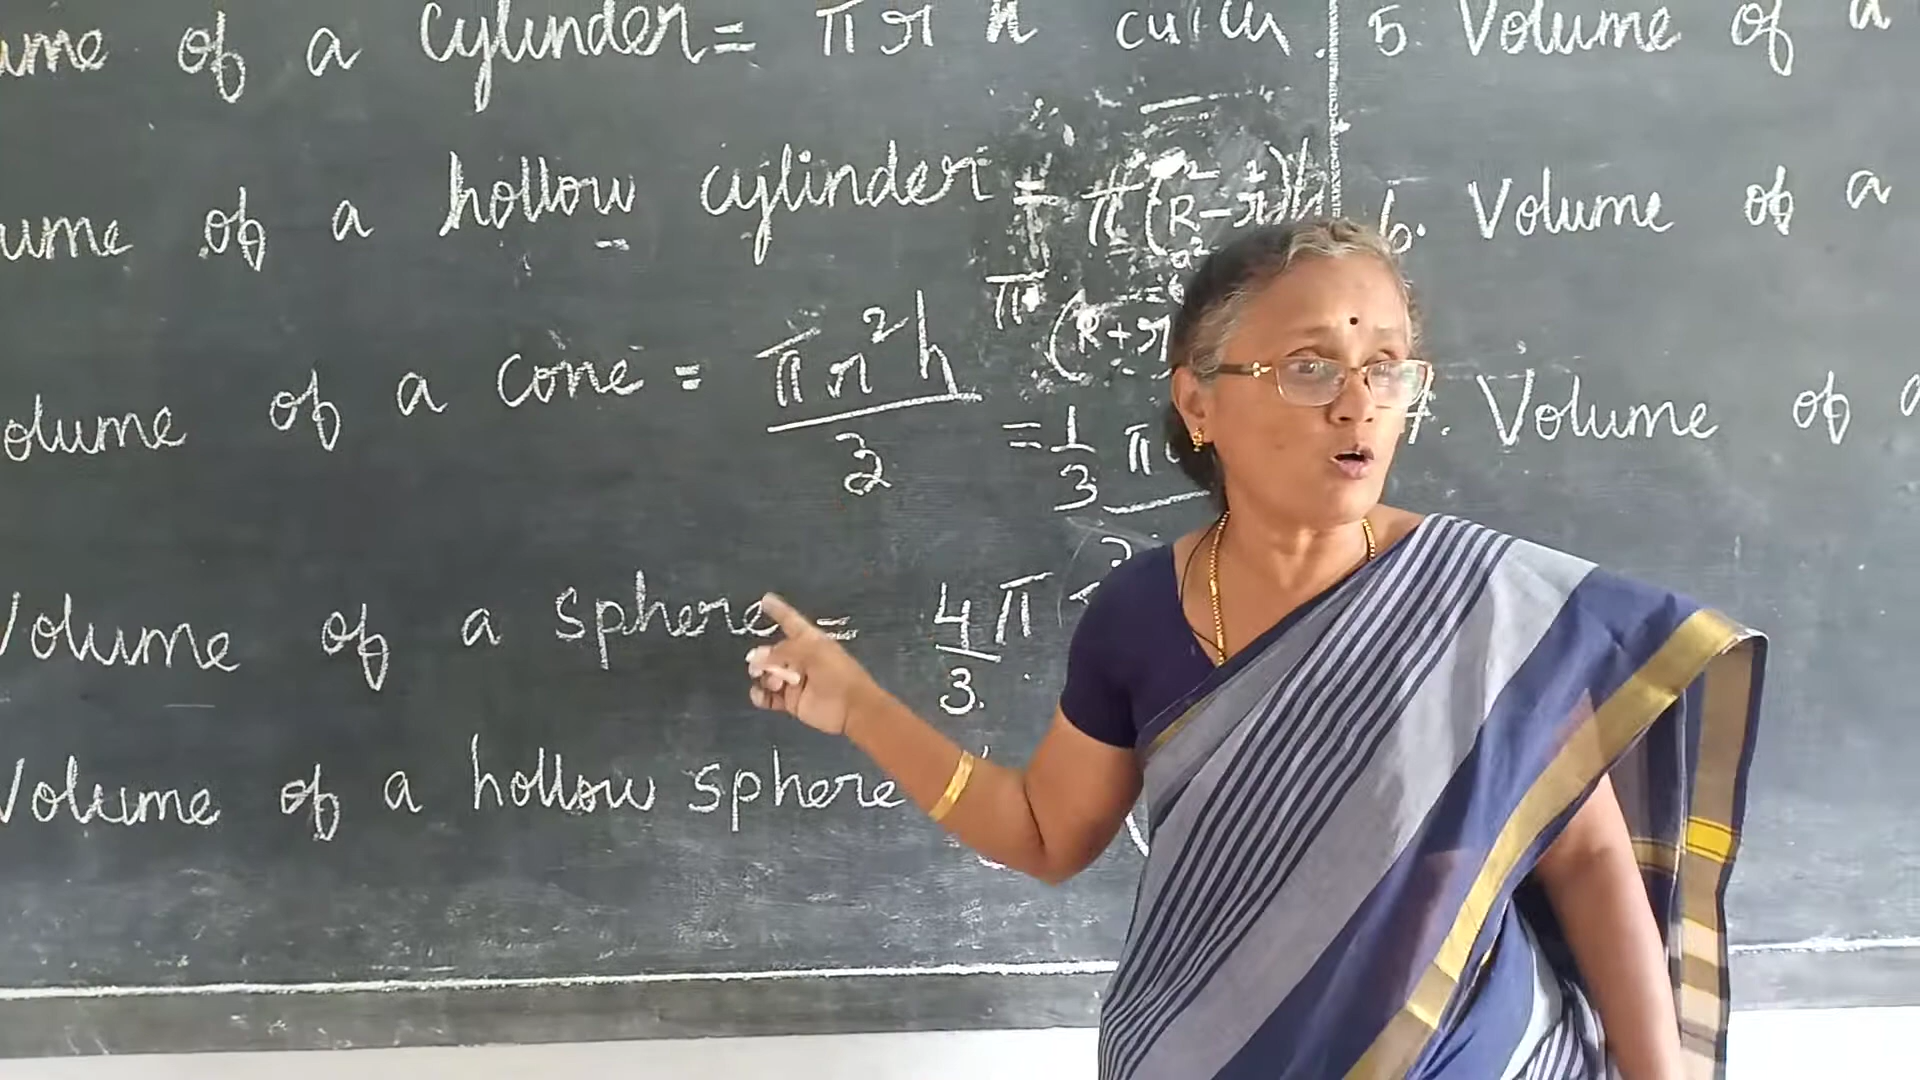 ume of a cylinder = πr h cu.cu. 5. Volume of a
ume of a hollow cylinder = π(R²-r²)h 6. Volume of a
π (R+r
olume of a cone = πr²h/3 = 1/3 π 7. Volume of a
Volume of a sphere = 4/3 π
Volume of a hollow sphere